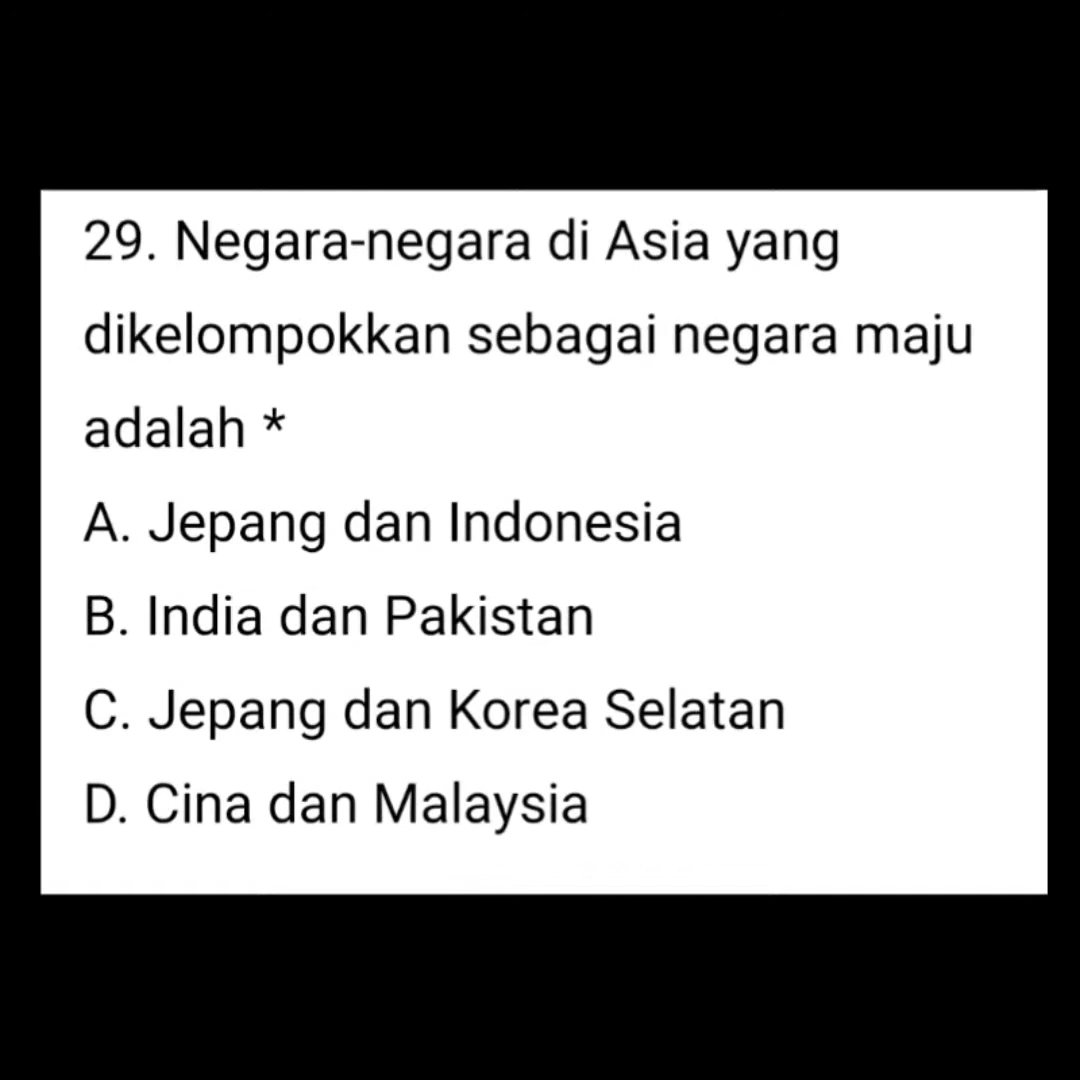 29. Negara-negara di Asia yang
dikelompokkan sebagai negara maju
adalah *
A. Jepang dan Indonesia
B. India dan Pakistan
C. Jepang dan Korea Selatan
D. Cina dan Malaysia